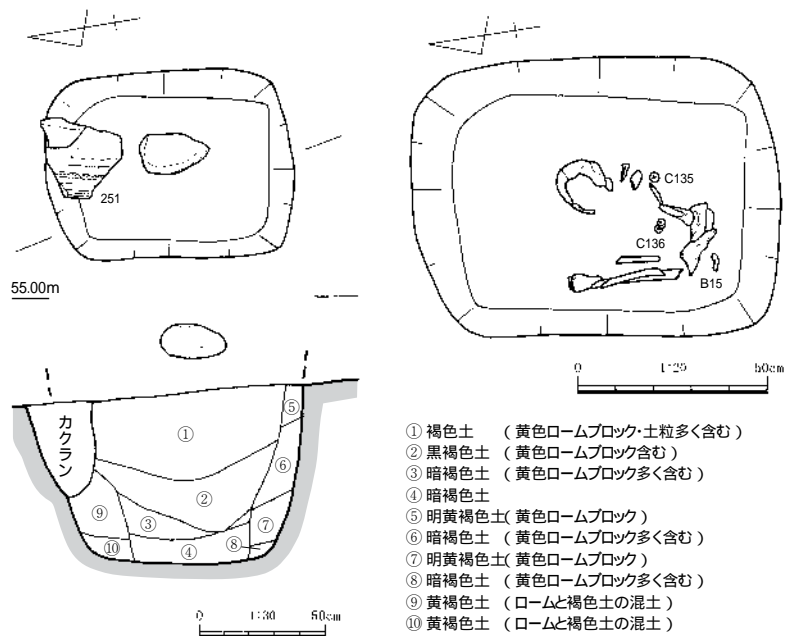 251
C135
C136
B15
55.00m
0 1:20 50cm
カクラン
①
②
③
④
⑤
⑥
⑦
⑧
⑨
⑩
0 1:30 50cm
① 褐色土 (黄色ロームブロック・土粒多く含む)
② 黒褐色土 (黄色ロームブロック含む)
③ 暗褐色土 (黄色ロームブロック多く含む)
④ 暗褐色土
⑤ 明黄褐色土(黄色ロームブロック)
⑥ 暗褐色土 (黄色ロームブロック多く含む)
⑦ 明黄褐色土(黄色ロームブロック)
⑧ 暗褐色土 (黄色ロームブロック多く含む)
⑨ 黄褐色土 (ロームと褐色土の混土)
⑩ 黄褐色土 (ロームと褐色土の混土)